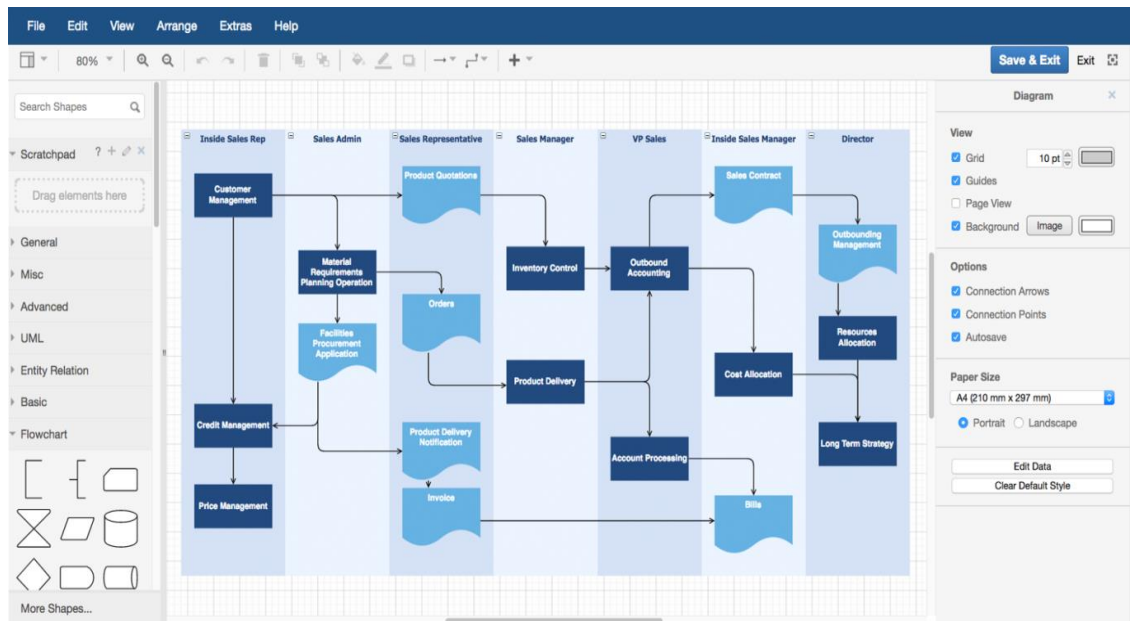 File Edit View Arrange Extras Help
80%
Save & Exit Exit
Search Shapes
Scratchpad ?
Drag elements here
General
Misc
Advanced
UML
Entity Relation
Basic
Flowchart
More Shapes...
Inside Sales Rep Sales Admin Sales Representative Sales Manager VP Sales Inside Sales Manager Director
Customer
Management
Product Quotations
Sales Contract
Outbounding
Management
Material
Requirements
Planning Operation
Inventory Control
Outbound
Accounting
Orders
Facilities
Procurement
Application
Resources
Allocation
Product Delivery
Cost Allocation
Credit Management
Product Delivery
Notification
Long Term Strategy
Account Processing
Price Management
Invoice
Bills
Diagram
View
Grid 10 pt
Guides
Page View
Background Image
Options
Connection Arrows
Connection Points
Autosave
Paper Size
A4 (210 mm x 297 mm)
Portrait Landscape
Edit Data
Clear Default Style